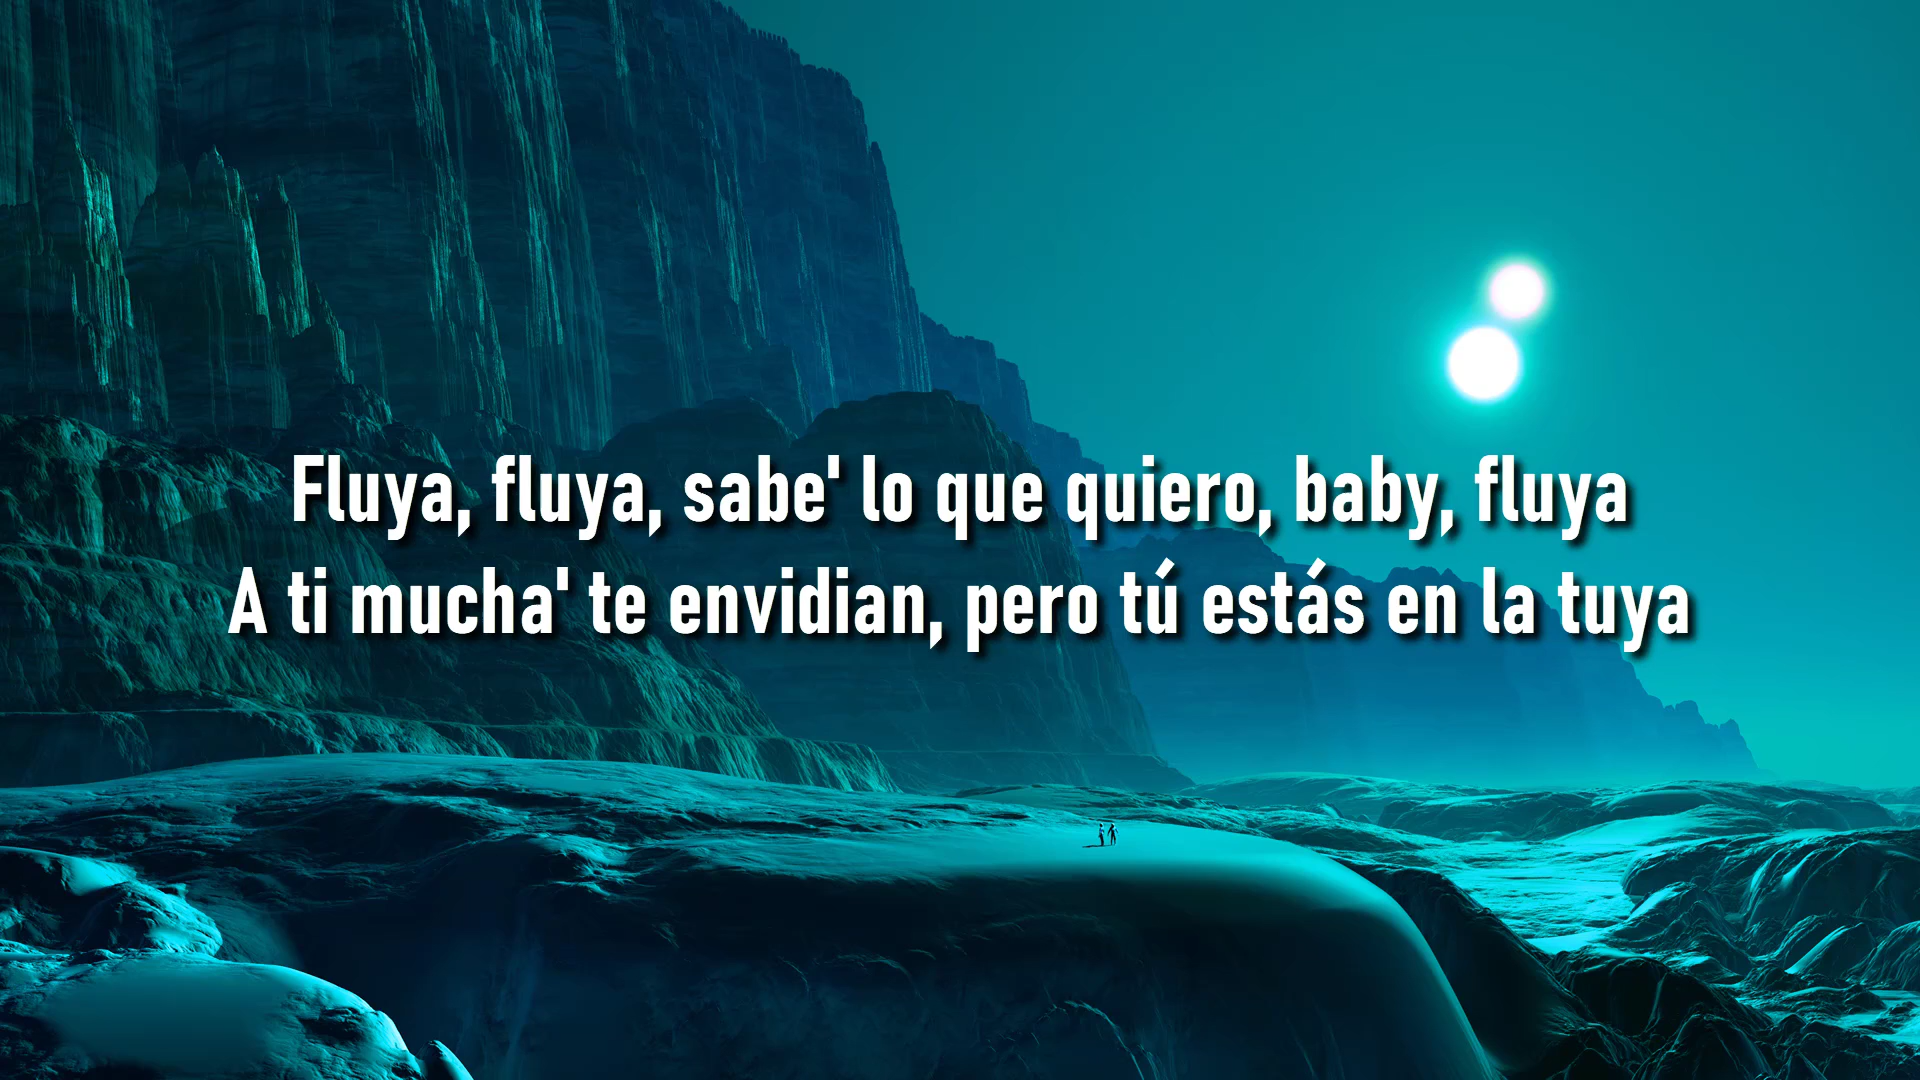 Fluya, fluya, sabe' lo que quiero, baby, fluya
A ti mucha' te envidian, pero tú estás en la tuya